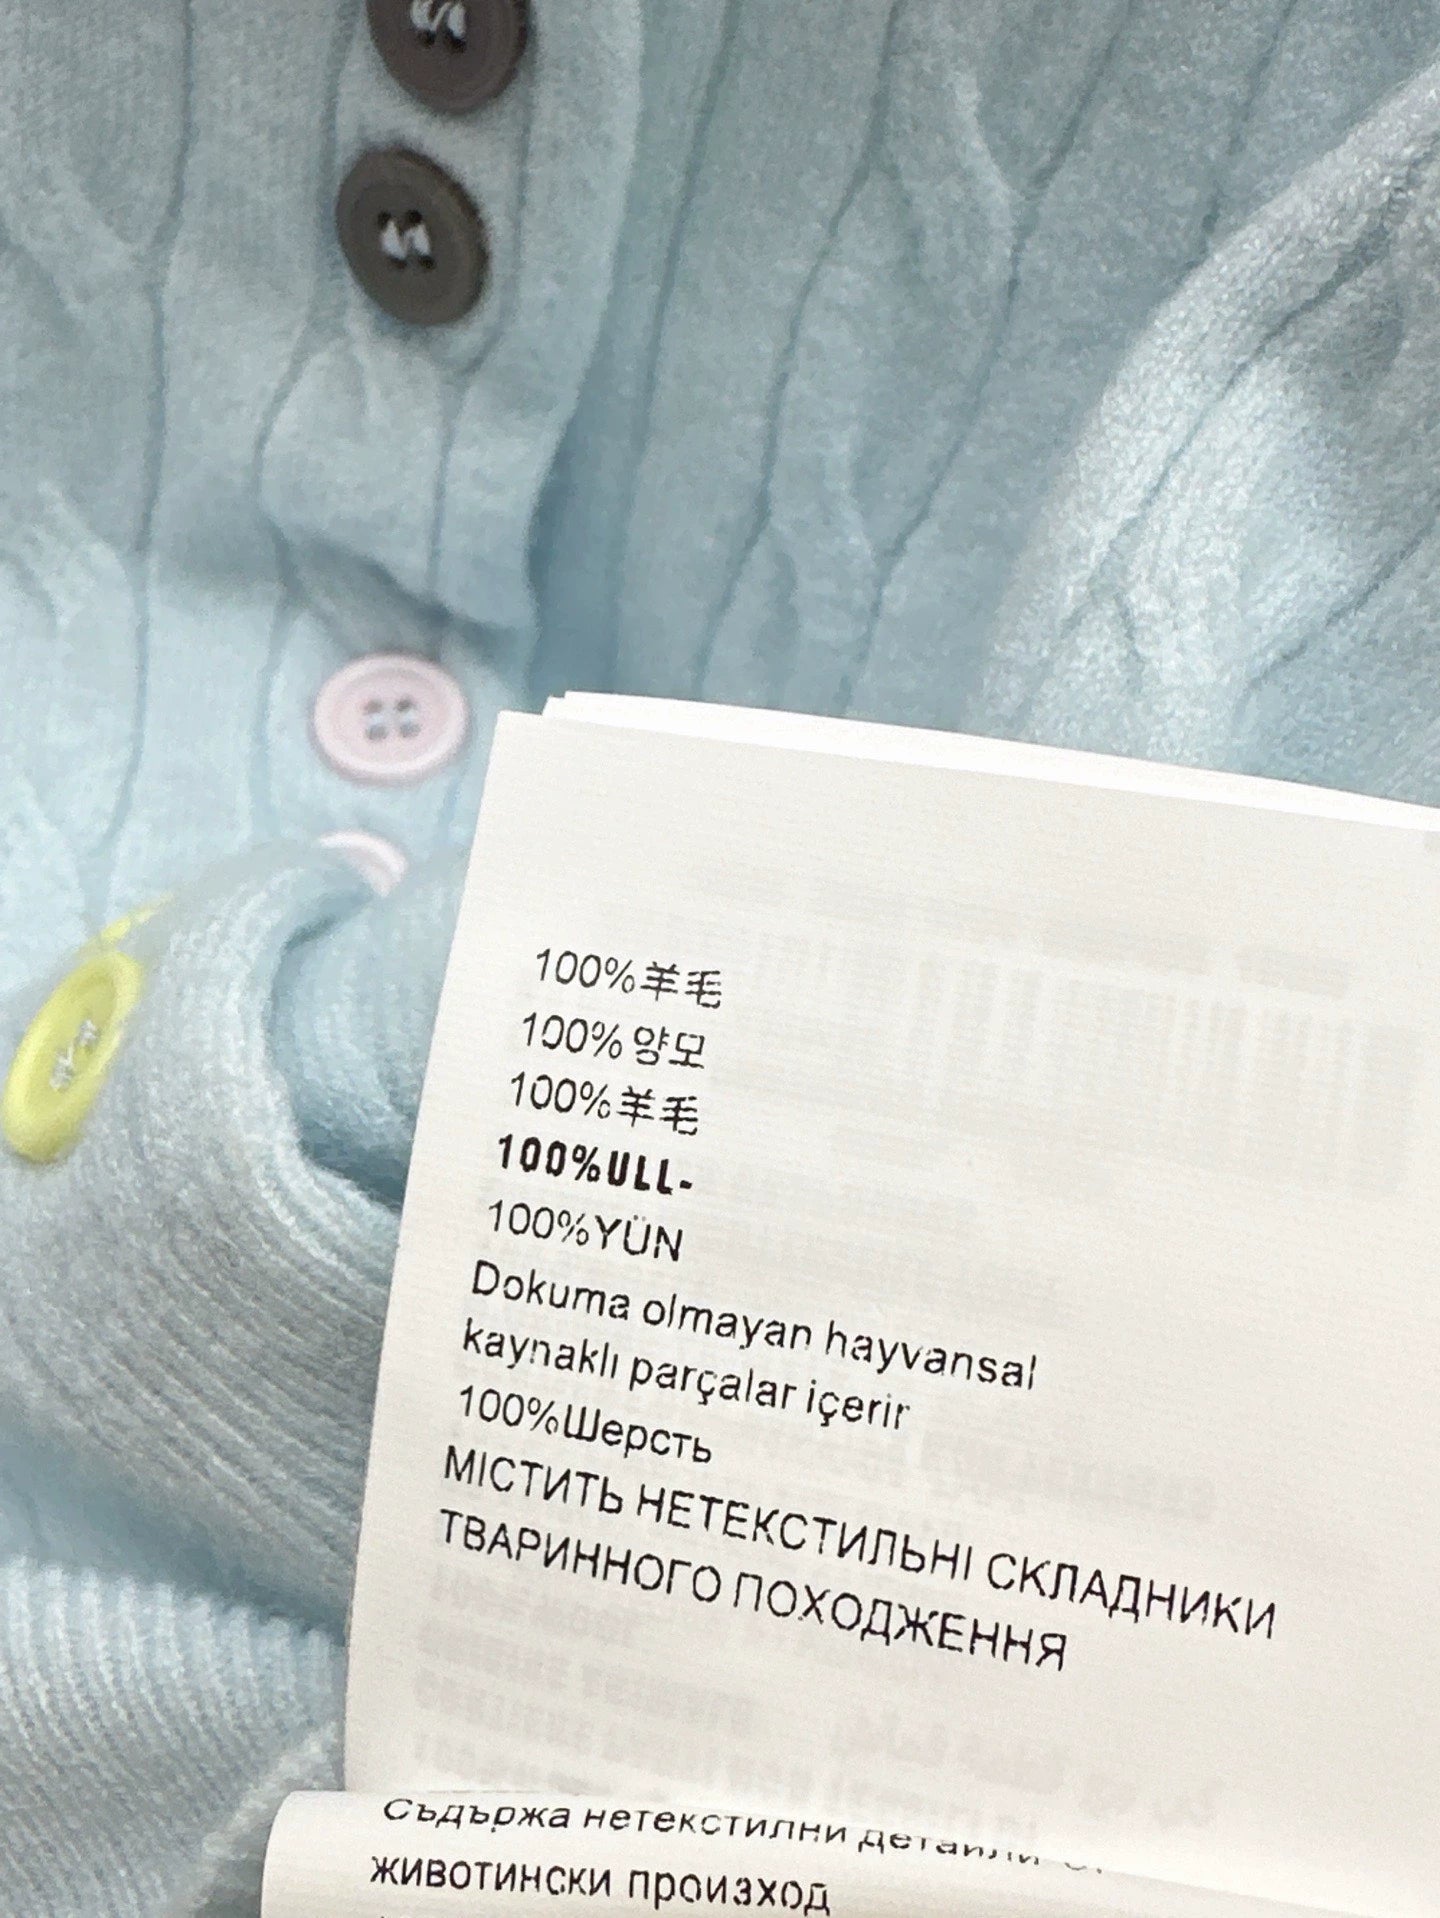 100%羊毛
100%양모
100%羊毛
100%ULL-
100%YÜN
Dokuma olmayan hayvansal
kaynaklı parçalar içerir
100%Шерсть
МІСТИТЬ НЕТЕКСТИЛЬНІ СКЛАДНИКИ
ТВАРИННОГО ПОХОДЖЕННЯ
Съдържа нетекстилни детайли
животински произход